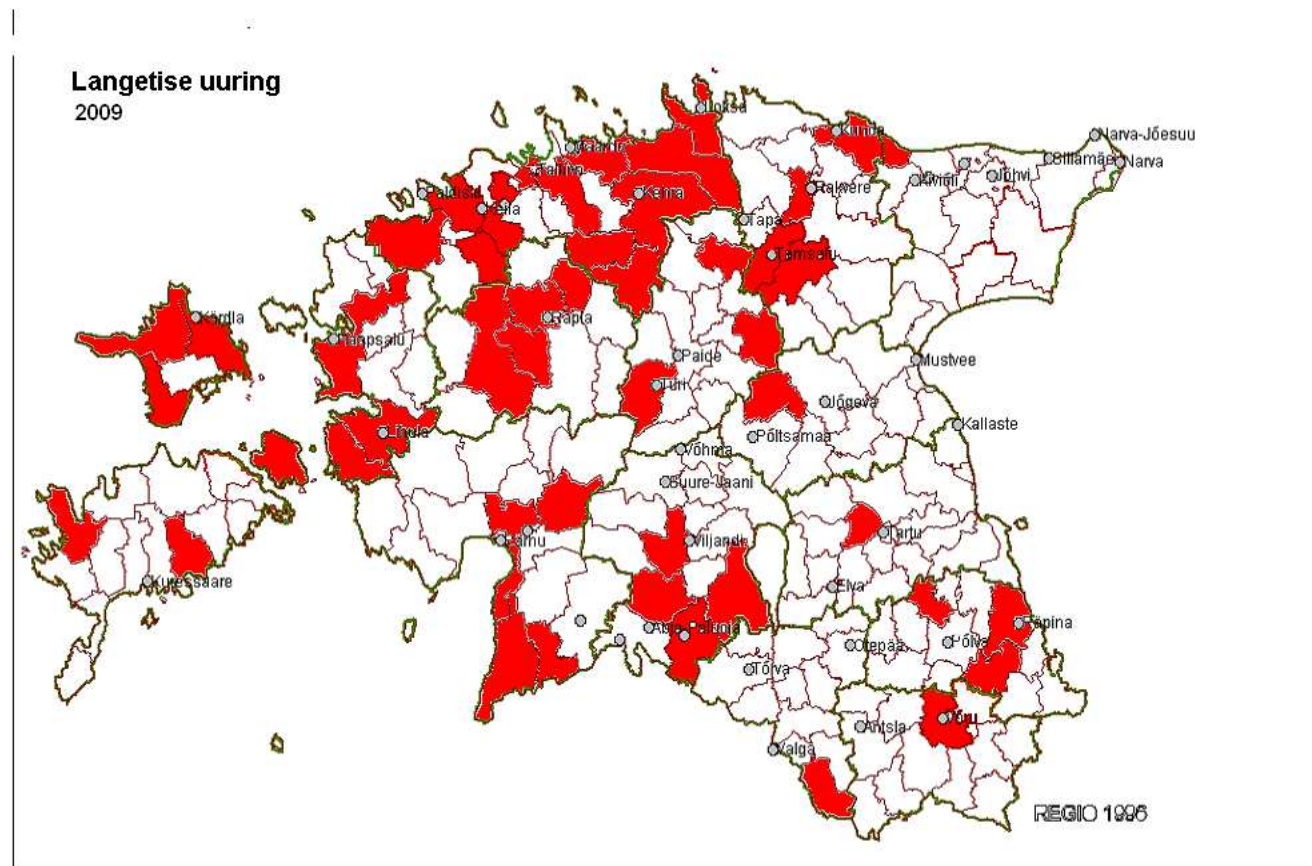 Langetise uuring
2009
Loksa
Kunda
Narva-Jõesuu
Maardu
Sillamäe
Narva
Tallinn
Kiviõli
Jõhvi
Paldiski
Kehra
Rakvere
Keila
Tapa
Tamsalu
Kärdla
Rapla
Haapsalu
Paide
Mustvee
Türi
Jõgeva
Lihula
Põltsamaa
Kallaste
Võhma
Suure-Jaani
Pärnu
Viljandi
Tartu
Kuressaare
Elva
Räpina
Abja-Paluoja
Otepää
Põlva
Tõrva
Võru
Antsla
Valga
REGIO 1996